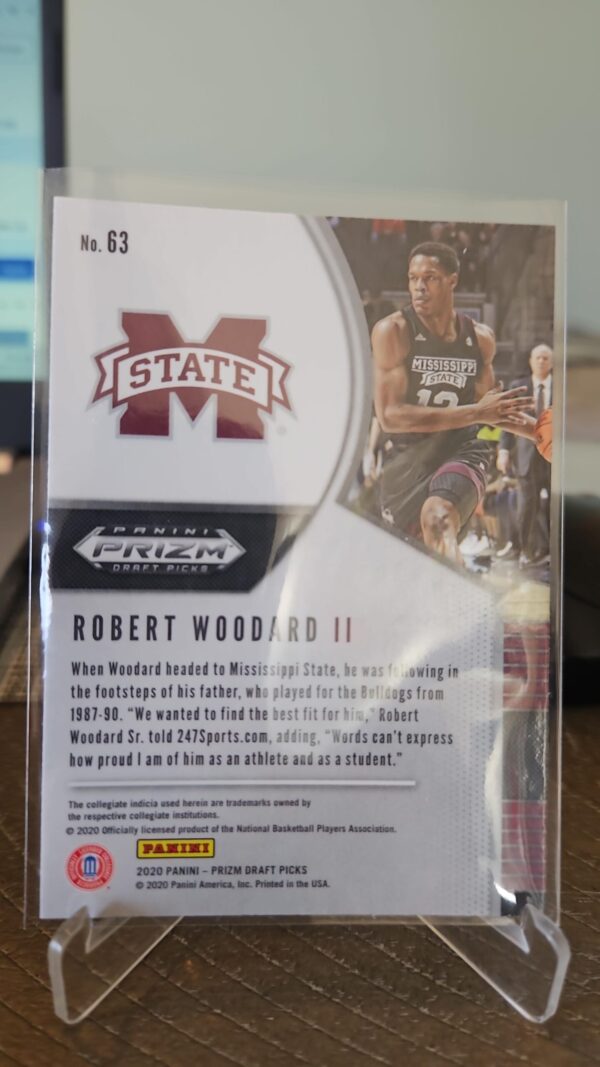 No. 63
M
STATE
MISSISSIPPI
STATE
12
PANINI
PRIZM
DRAFT PICKS
ROBERT WOODARD II
When Woodard headed to Mississippi State, he was following in
the footsteps of his father, who played for the Bulldogs from
1987-90. “We wanted to find the best fit for him,” Robert
Woodard Sr. told 247Sports.com, adding, “Words can’t express
how proud I am of him as an athlete and as a student.”
The collegiate indicia used herein are trademarks owned by
the respective collegiate institutions.
© 2020 Officially licensed product of the National Basketball Players Association.
PANINI
2020 PANINI – PRIZM DRAFT PICKS
© 2020 Panini America, Inc. Printed in the USA.